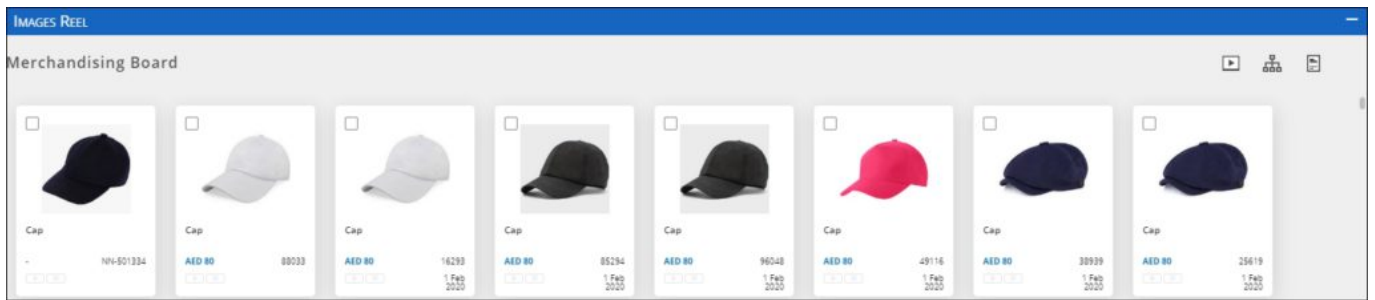 IMAGES REEL
Merchandising Board
Cap
Cap
Cap
Cap
Cap
Cap
Cap
Cap
- NN-501334
AED 80 88033
AED 80 16293
AED 80 85294
AED 80 96048
AED 80 49116
AED 80 38939
AED 80 25619
1 Feb
2020
1 Feb
2020
1 Feb
2020
1 Feb
2020
1 Feb
2020
1 Feb
2020